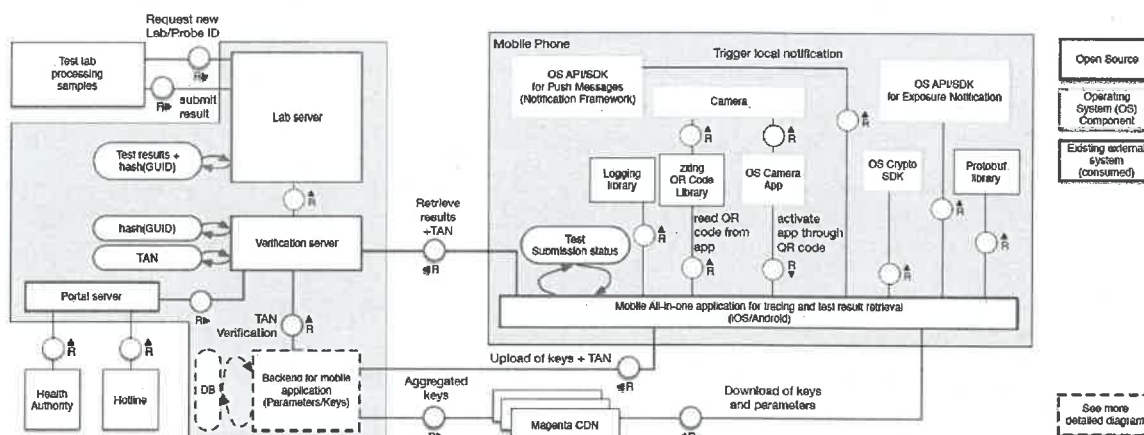 Request new
Lab/Probe ID
Test lab
processing
samples
R
R
submit
result
Lab server
Test results +
hash(GUID)
R
hash(GUID)
TAN
Verification server
Retrieve
results
+TAN
R
Portal server
R
TAN
Verification
R
R
R
Health
Authority
Hotline
DB
Backend for mobile
application
(Parameters/Keys)
Upload of keys + TAN
R
Aggregated
keys
R
Magenta CDN
Download of keys
and parameters
R
Mobile Phone
OS API/SDK
for Push Messages
(Notification Framework)
Trigger local notification
Camera
OS API/SDK
for Exposure Notification
R
R
R
Logging
library
zxing
QR Code
Library
OS Camera
App
OS Crypto
SDK
Protobuf
library
R
Test
Submission status
R
read QR
code from
app
activate
app through
QR code
R
R
R
R
R
Mobile All-in-one application for tracing and test result retrieval
(iOS/Android)
Open Source
Operating
System (OS)
Component
Existing external
system
(consumed)
See more
detailed diagram